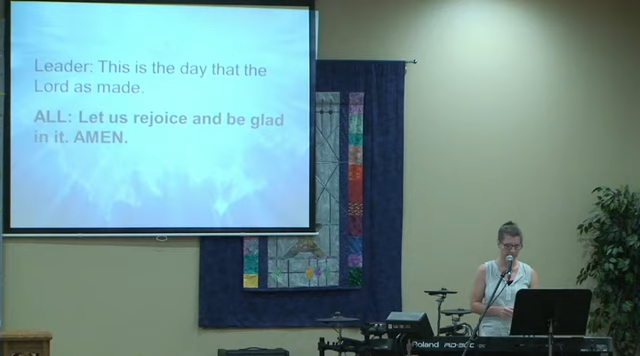 Leader: This is the day that the
Lord as made.
ALL: Let us rejoice and be glad
in it. AMEN.
Roland